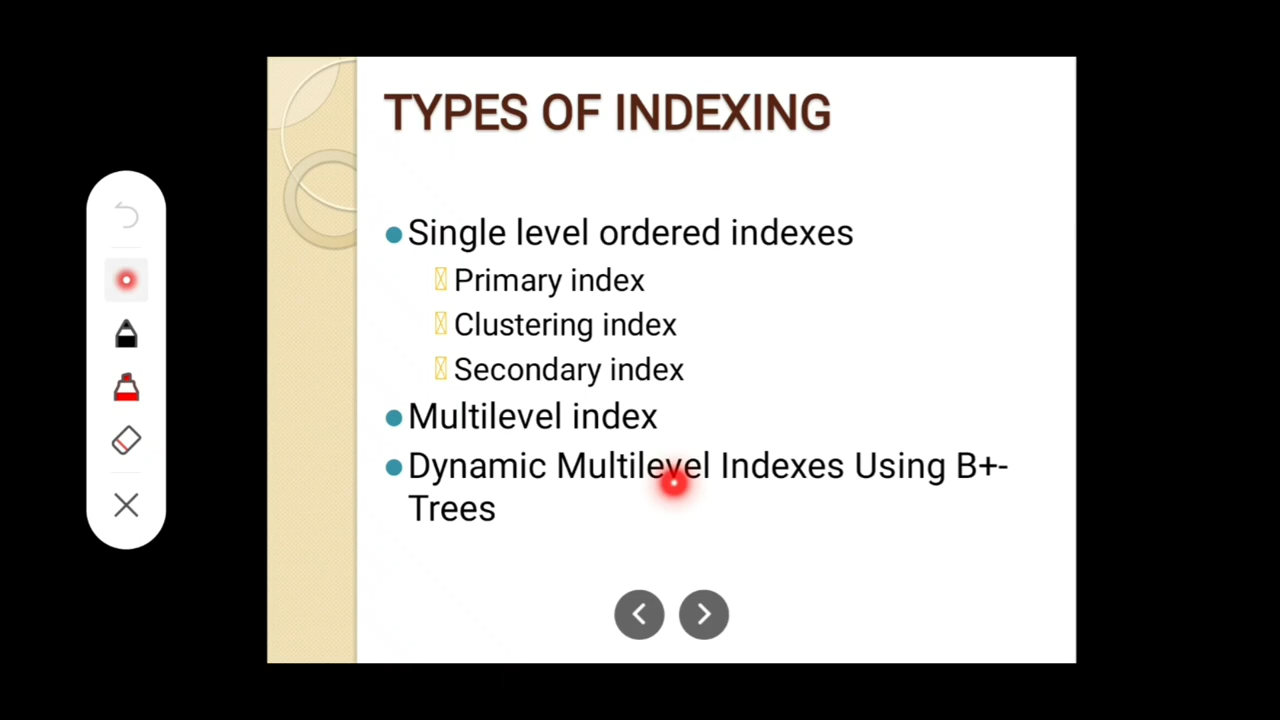 TYPES OF INDEXING
Single level ordered indexes
Primary index
Clustering index
Secondary index
Multilevel index
Dynamic Multilevel Indexes Using B+-
Trees